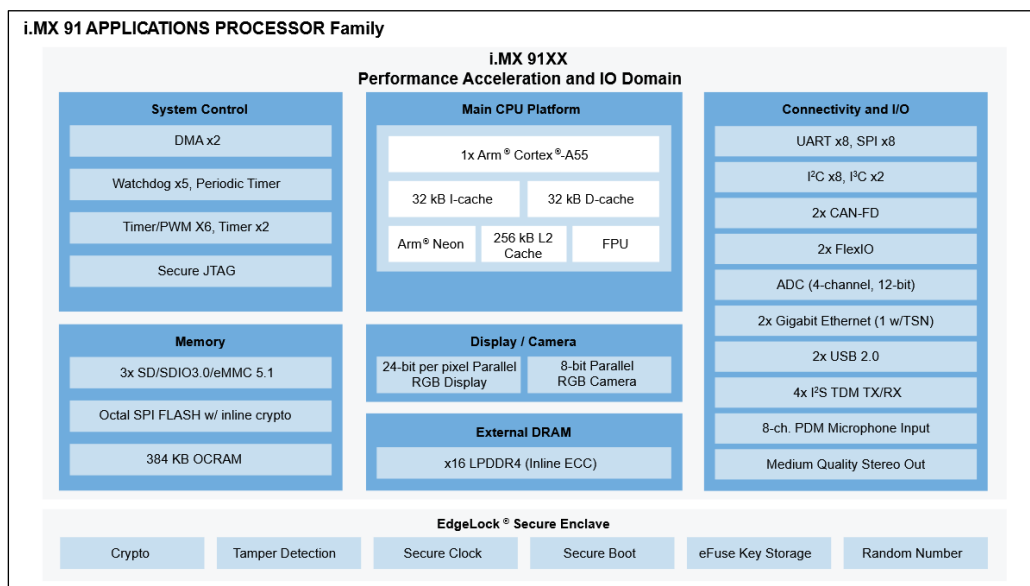 i.MX 91 APPLICATIONS PROCESSOR Family
i.MX 91XX
Performance Acceleration and IO Domain
System Control
DMA x2
Watchdog x5, Periodic Timer
Timer/PWM X6, Timer x2
Secure JTAG
Memory
3x SD/SDIO3.0/eMMC 5.1
Octal SPI FLASH w/ inline crypto
384 KB OCRAM
Main CPU Platform
1x Arm® Cortex®-A55
32 kB I-cache
32 kB D-cache
Arm® Neon
256 kB L2
Cache
FPU
Display / Camera
24-bit per pixel Parallel
RGB Display
8-bit Parallel
RGB Camera
External DRAM
x16 LPDDR4 (Inline ECC)
Connectivity and I/O
UART x8, SPI x8
I²C x8, I³C x2
2x CAN-FD
2x FlexIO
ADC (4-channel, 12-bit)
2x Gigabit Ethernet (1 w/TSN)
2x USB 2.0
4x I²S TDM TX/RX
8-ch. PDM Microphone Input
Medium Quality Stereo Out
EdgeLock® Secure Enclave
Crypto
Tamper Detection
Secure Clock
Secure Boot
eFuse Key Storage
Random Number